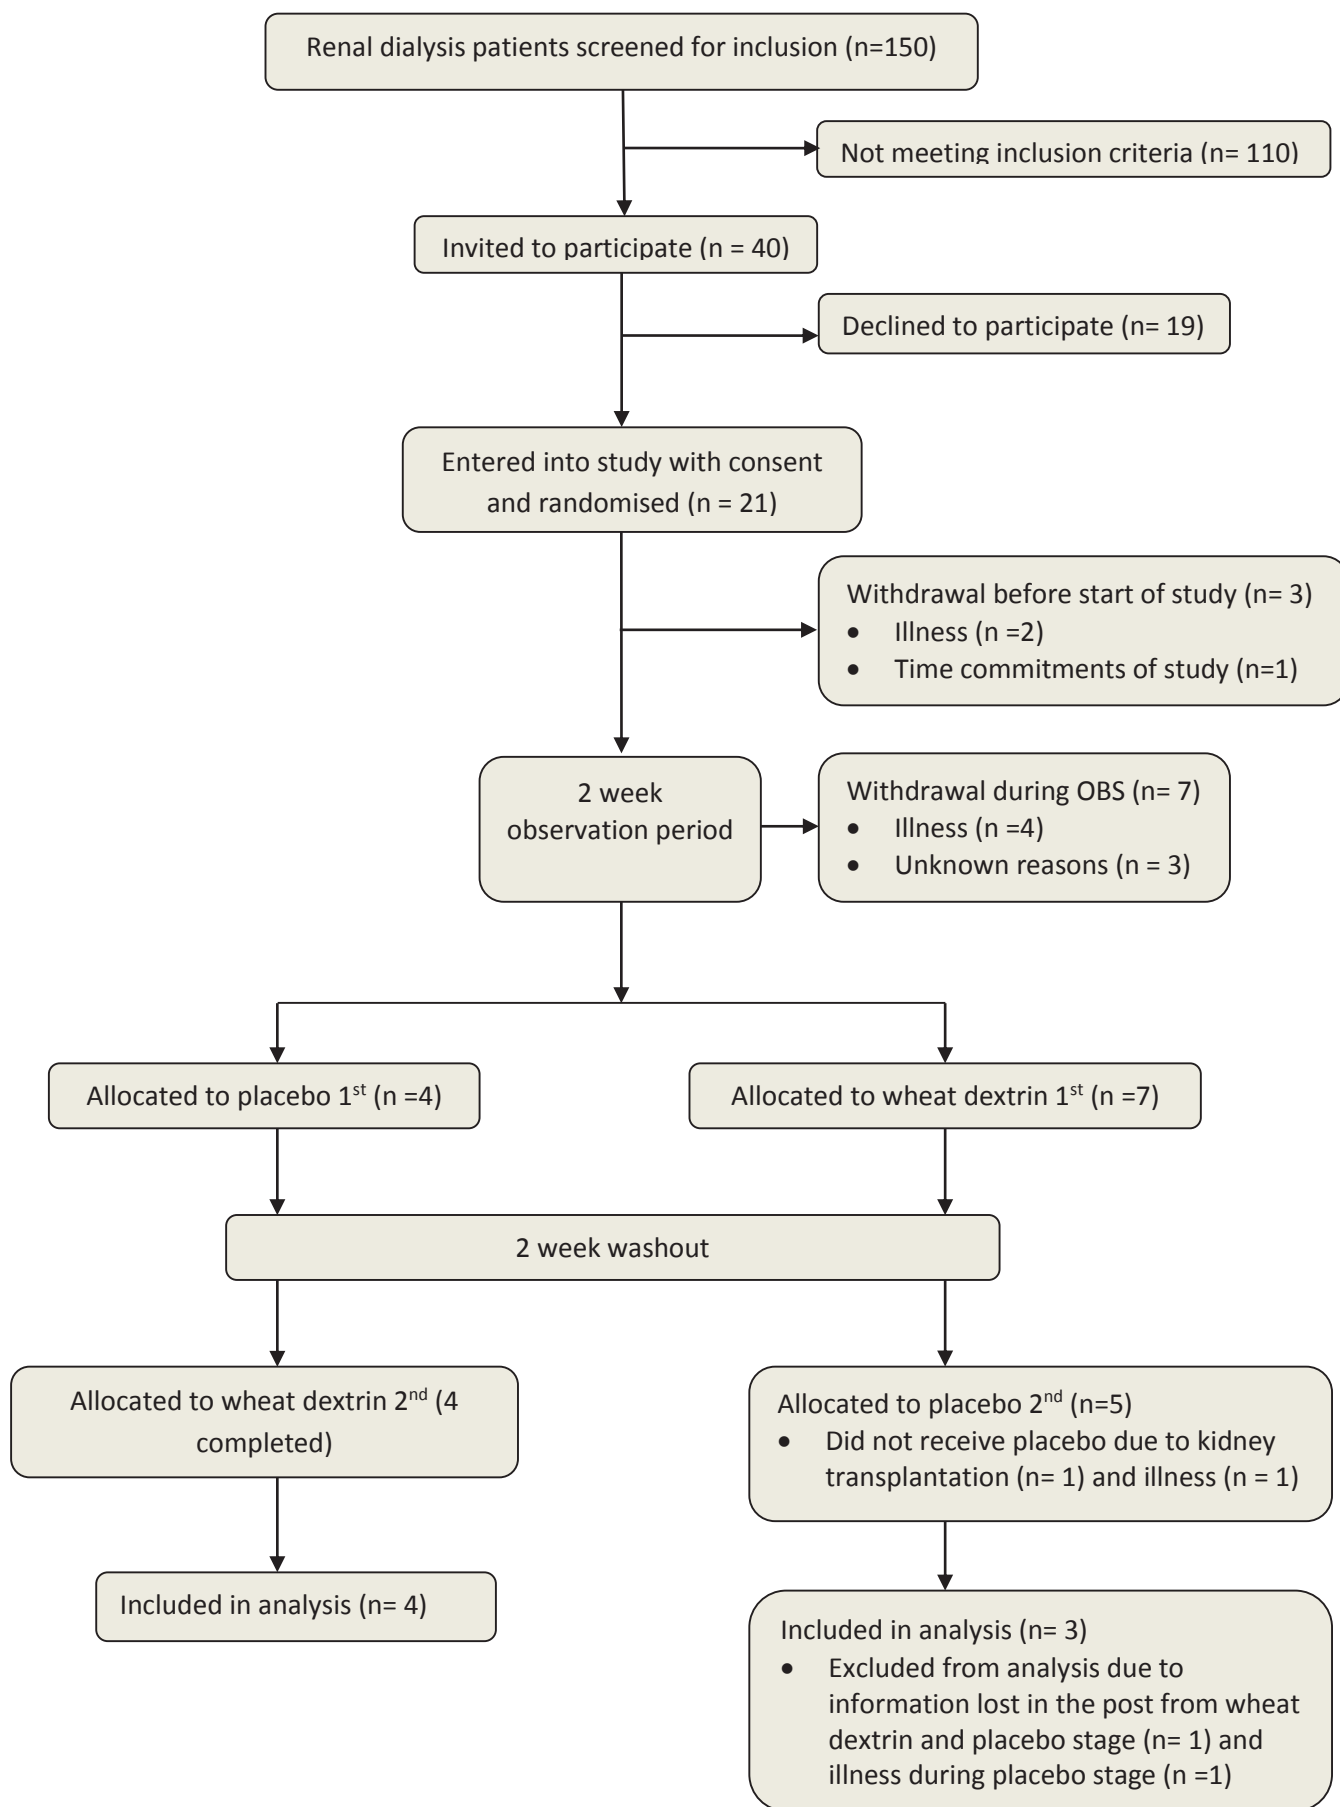 Renal dialysis patients screened for inclusion (n=150)
Not meeting inclusion criteria (n= 110)
Invited to participate (n = 40)
Declined to participate (n= 19)
Entered into study with consent
and randomised (n = 21)
Withdrawal before start of study (n= 3)
• Illness (n =2)
• Time commitments of study (n=1)
2 week
observation period
Withdrawal during OBS (n= 7)
• Illness (n =4)
• Unknown reasons (n = 3)
Allocated to placebo 1st (n =4)
Allocated to wheat dextrin 1st (n =7)
2 week washout
Allocated to wheat dextrin 2nd (4
completed)
Allocated to placebo 2nd (n=5)
• Did not receive placebo due to kidney
transplantation (n= 1) and illness (n = 1)
Included in analysis (n= 4)
Included in analysis (n= 3)
• Excluded from analysis due to
information lost in the post from wheat
dextrin and placebo stage (n= 1) and
illness during placebo stage (n =1)